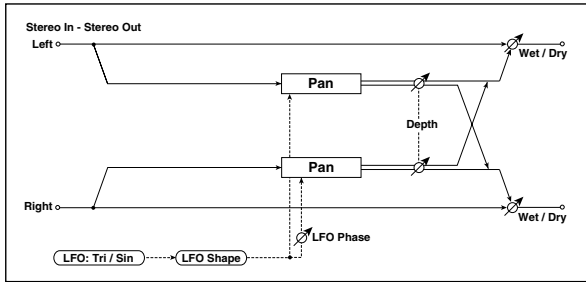 Stereo In - Stereo Out
Left
Wet / Dry
Pan
Depth
Pan
Right
Wet / Dry
LFO Phase
LFO: Tri / Sin
LFO Shape